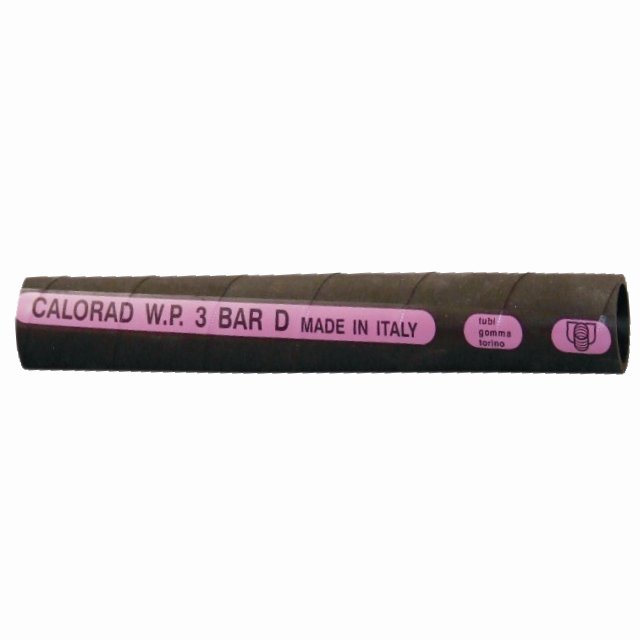 CALORAD W.P. 3 BAR D MADE IN ITALY
tubi
gomma
torino